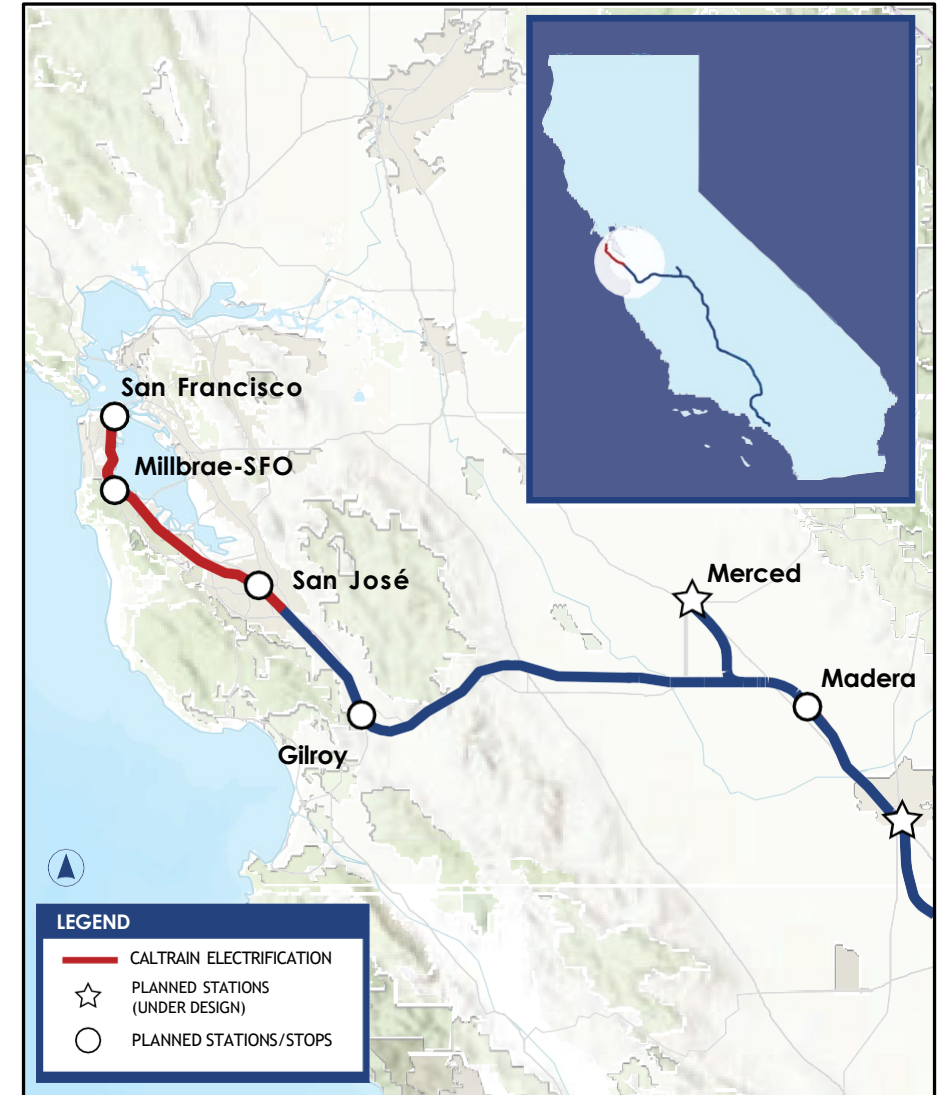 San Francisco
Millbrae-SFO
San José
Merced
Madera
Gilroy
LEGEND
CALTRAIN ELECTRIFICATION
PLANNED STATIONS
(UNDER DESIGN)
PLANNED STATIONS/STOPS